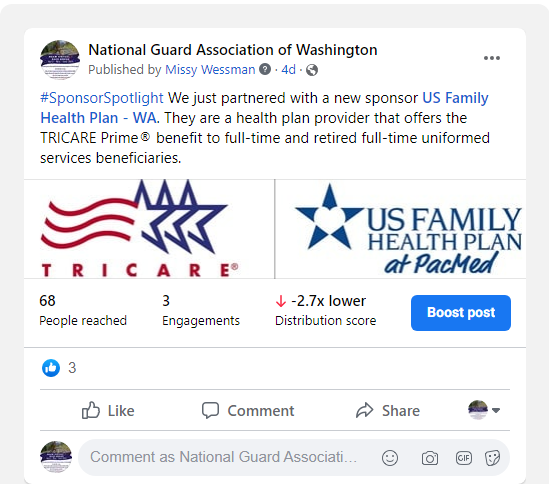 National Guard Association of Washington
Published by Missy Wessman · 4d ·
#SponsorSpotlight We just partnered with a new sponsor US Family
Health Plan - WA. They are a health plan provider that offers the
TRICARE Prime® benefit to full-time and retired full-time uniformed
services beneficiaries.
TRICARE®
US FAMILY
HEALTH PLAN
at PacMed
68
People reached
3
Engagements
-2.7x lower
Distribution score
Boost post
3
Like
Comment
Share
Comment as National Guard Associati...
GIF